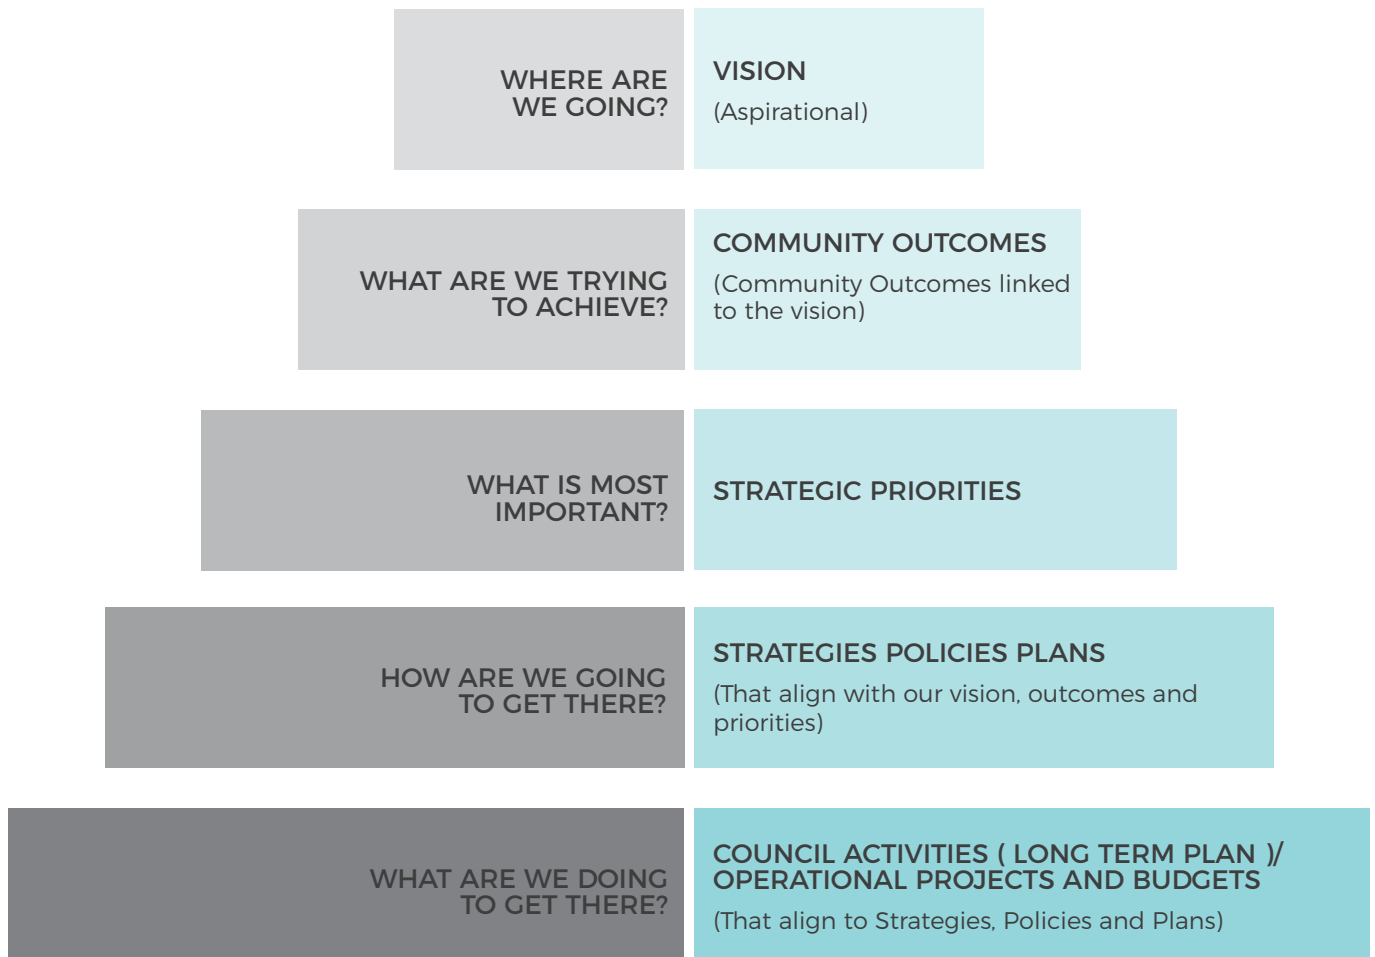 WHERE ARE
WE GOING?
VISION
(Aspirational)
WHAT ARE WE TRYING
TO ACHIEVE?
COMMUNITY OUTCOMES
(Community Outcomes linked
to the vision)
WHAT IS MOST
IMPORTANT?
STRATEGIC PRIORITIES
HOW ARE WE GOING
TO GET THERE?
STRATEGIES POLICIES PLANS
(That align with our vision, outcomes and
priorities)
WHAT ARE WE DOING
TO GET THERE?
COUNCIL ACTIVITIES ( LONG TERM PLAN )/
OPERATIONAL PROJECTS AND BUDGETS
(That align to Strategies, Policies and Plans)